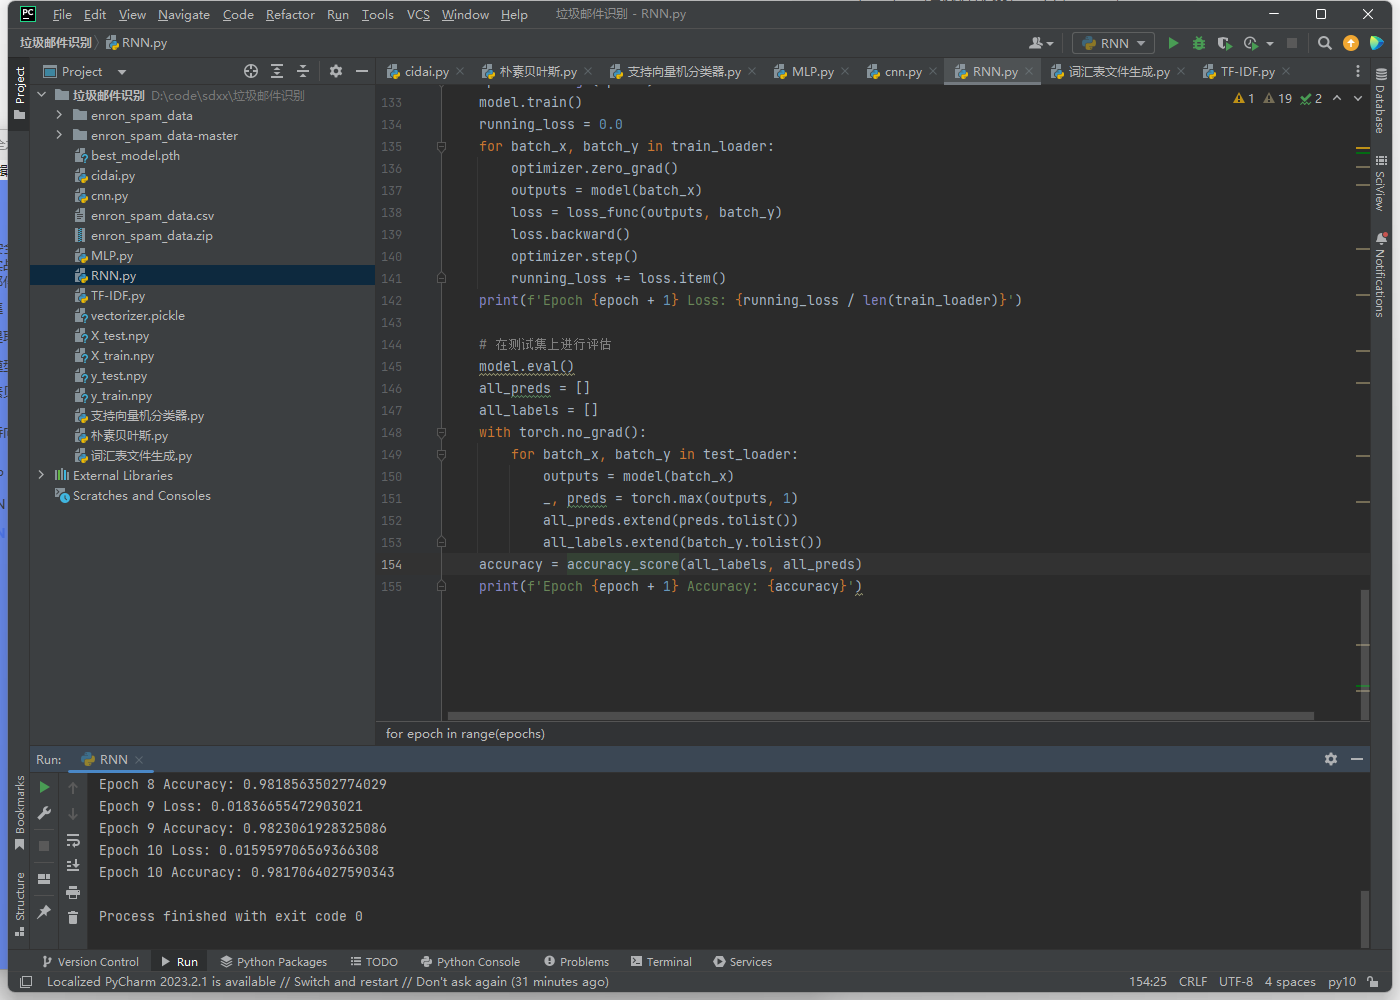 PC File Edit View Navigate Code Refactor Run Tools VCS Window Help 垃圾邮件识别 - RNN.py
垃圾邮件识别 RNN.py RNN
Project Project cidai.py 朴素贝叶斯.py 支持向量机分类器.py MLP.py cnn.py RNN.py 词汇表文件生成.py TF-IDF.py
垃圾邮件识别 D:\code\sdxx\垃圾邮件识别
enron_spam_data
enron_spam_data-master
best_model.pth
cidai.py
cnn.py
enron_spam_data.csv
enron_spam_data.zip
MLP.py
RNN.py
TF-IDF.py
vectorizer.pickle
X_test.npy
X_train.npy
y_test.npy
y_train.npy
支持向量机分类器.py
朴素贝叶斯.py
词汇表文件生成.py
External Libraries
Scratches and Consoles
1 19 2
133 model.train()
134 running_loss = 0.0
135 for batch_x, batch_y in train_loader:
136 optimizer.zero_grad()
137 outputs = model(batch_x)
138 loss = loss_func(outputs, batch_y)
139 loss.backward()
140 optimizer.step()
141 running_loss += loss.item()
142 print(f'Epoch {epoch + 1} Loss: {running_loss / len(train_loader)}')
143
144 # 在测试集上进行评估
145 model.eval()
146 all_preds = []
147 all_labels = []
148 with torch.no_grad():
149 for batch_x, batch_y in test_loader:
150 outputs = model(batch_x)
151 _, preds = torch.max(outputs, 1)
152 all_preds.extend(preds.tolist())
153 all_labels.extend(batch_y.tolist())
154 accuracy = accuracy_score(all_labels, all_preds)
155 print(f'Epoch {epoch + 1} Accuracy: {accuracy}')
for epoch in range(epochs)
Database
SciView
Notifications
Run: RNN
Epoch 8 Accuracy: 0.9818563502774029
Epoch 9 Loss: 0.01836655472903021
Epoch 9 Accuracy: 0.9823061928325086
Epoch 10 Loss: 0.015959706569366308
Epoch 10 Accuracy: 0.9817064027590343
Process finished with exit code 0
Bookmarks
Structure
Version Control Run Python Packages TODO Python Console Problems Terminal Services
Localized PyCharm 2023.2.1 is available // Switch and restart // Don't ask again (31 minutes ago) 154:25 CRLF UTF-8 4 spaces py10